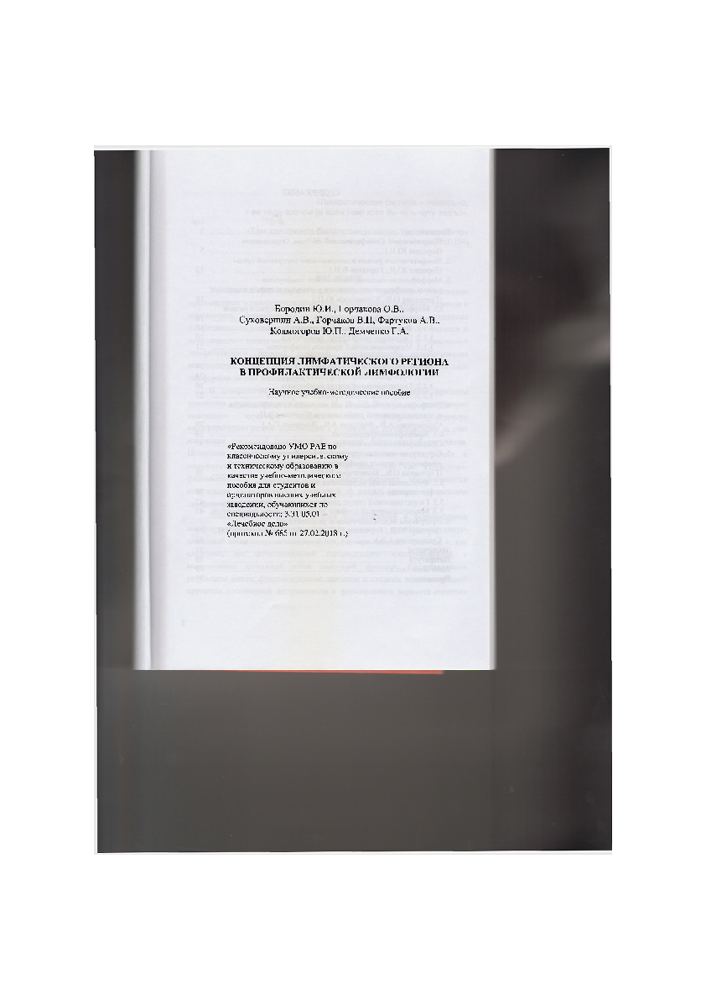 Бородин Ю.И., Горчакова О.В.,
Суховершин А.В., Горчаков В.Н, Фартуков А.В.,
Колмогоров Ю.П., Демченко Г.А.
КОНЦЕПЦИЯ ЛИМФАТИЧЕСКОГО РЕГИОНА
В ПРОФИЛАКТИЧЕСКОЙ ЛИМФОЛОГИИ
Научное учебно-методические пособие
«Рекомендовано УМО РАЕ по
классическому университетскому
и техническому образованию в
качестве учебно-методического
пособия для студентов и
ординаторов высших учебных
заведений, обучающихся по
специальности: 3.31.05.01 –
«Лечебное дело»
(протокол № 685 от 27.02.2018 г.)